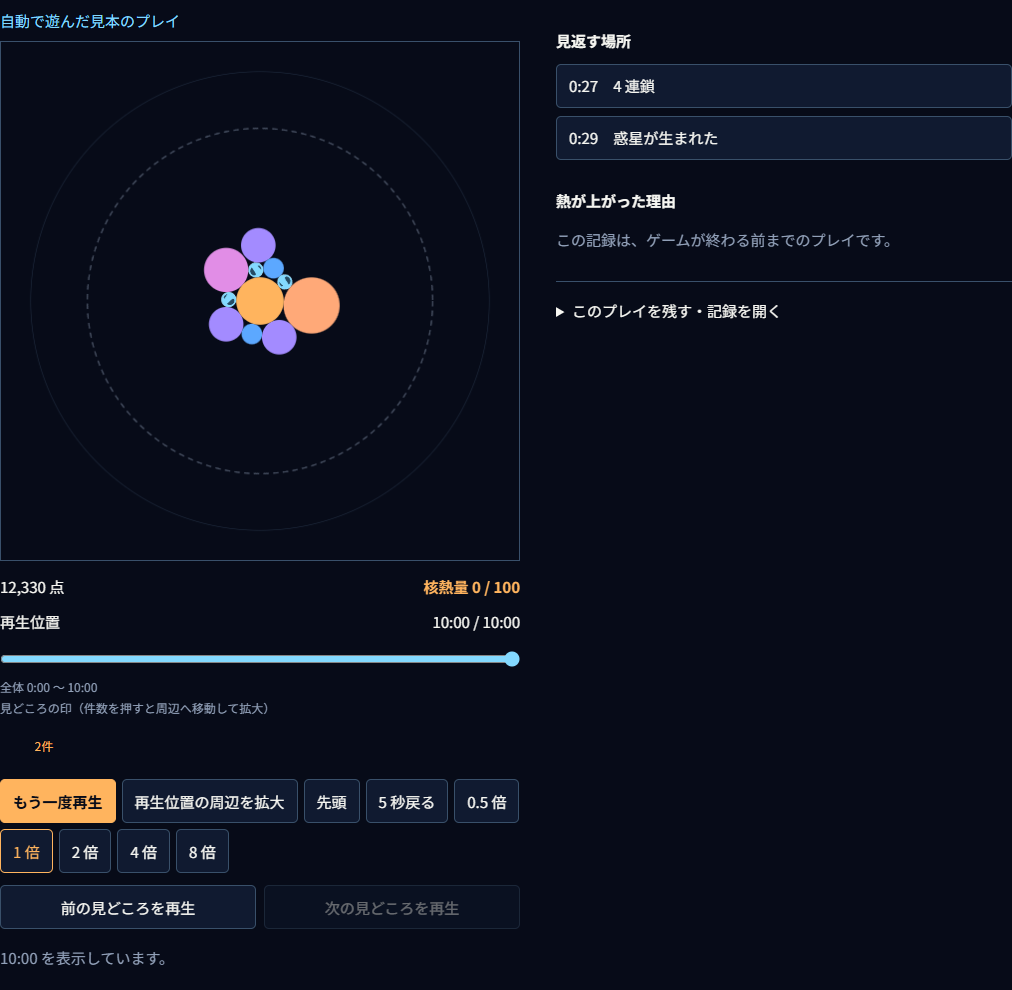 自動で遊んだ見本のプレイ
12,330 点
核熱量 0 / 100
再生位置
10:00 / 10:00
全体 0:00 〜 10:00
見どころの印（件数を押すと周辺へ移動して拡大）
2件
もう一度再生
再生位置の周辺を拡大
先頭
5 秒戻る
0.5 倍
1 倍
2 倍
4 倍
8 倍
前の見どころを再生
次の見どころを再生
10:00 を表示しています。
見返す場所
0:27 4 連鎖
0:29 惑星が生まれた
熱が上がった理由
この記録は、ゲームが終わる前までのプレイです。
▶ このプレイを残す・記録を開く